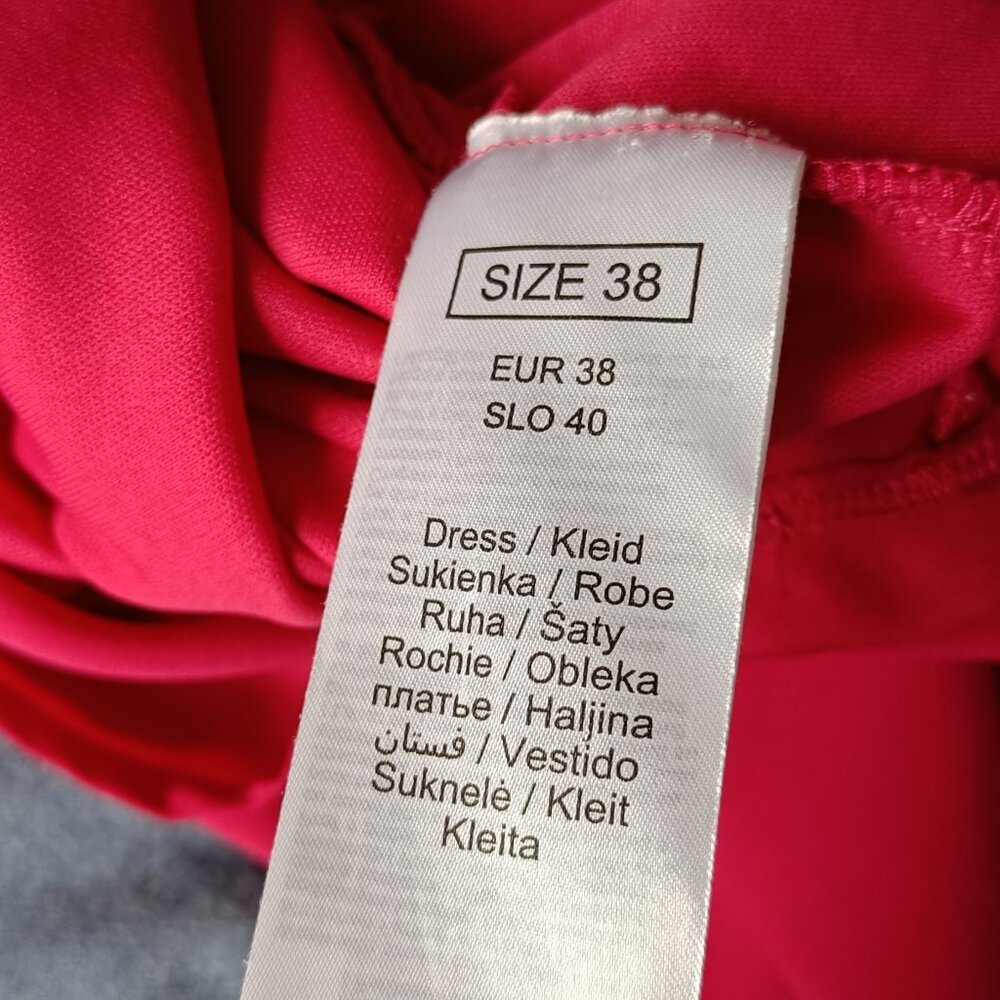 SIZE 38
EUR 38
SLO 40
Dress / Kleid
Sukienka / Robe
Ruha / Šaty
Rochie / Obleka
платье / Haljina
فستان / Vestido
Suknelė / Kleit
Kleita